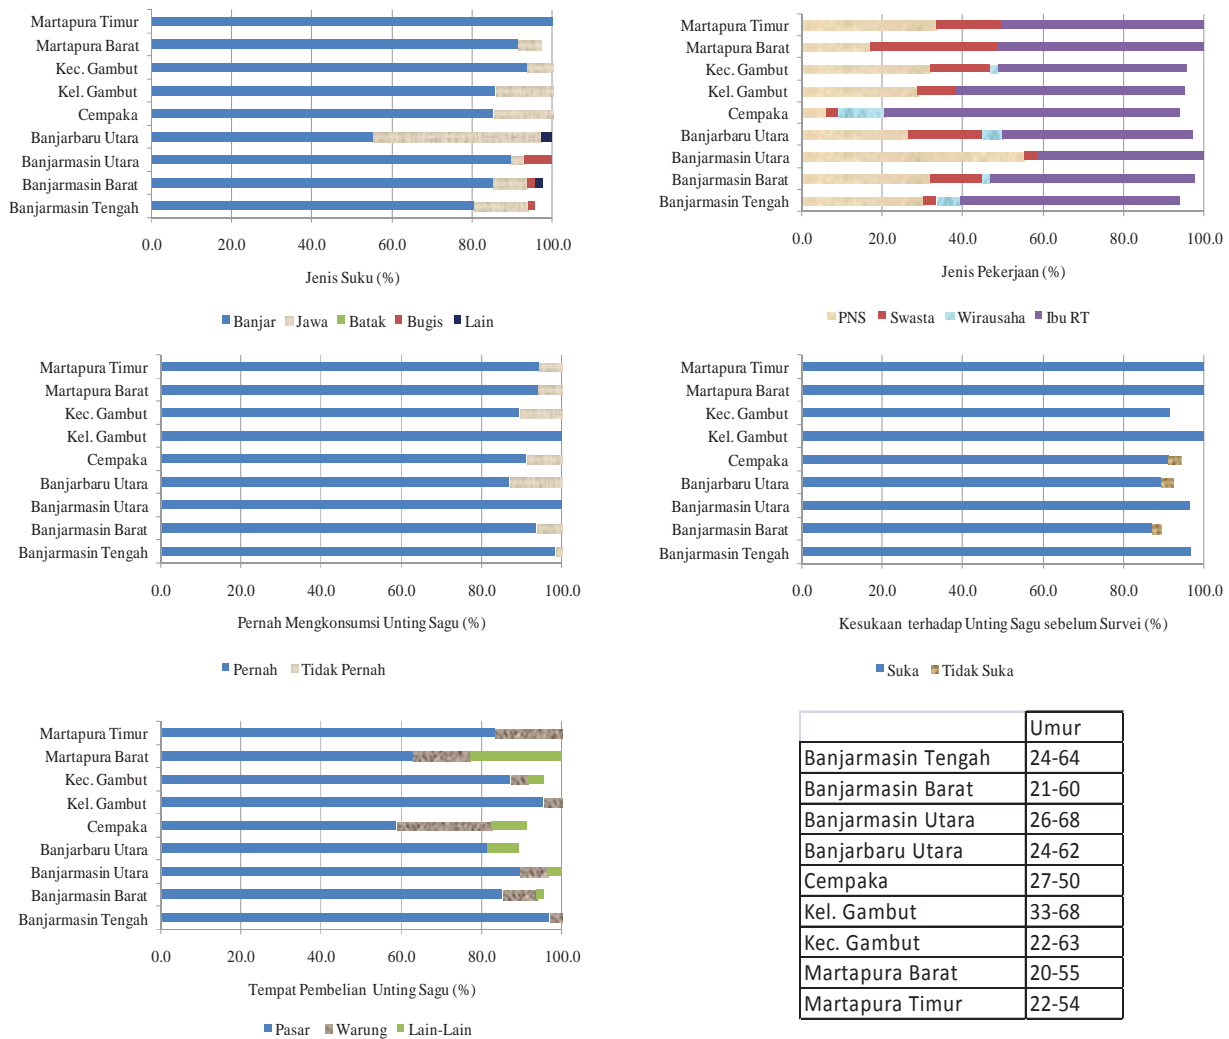 Martapura Timur
Martapura Barat
Kec. Gambut
Kel. Gambut
Cempaka
Banjarbaru Utara
Banjarmasin Utara
Banjarmasin Barat
Banjarmasin Tengah
0.0 20.0 40.0 60.0 80.0 100.0
Jenis Suku (%)
Banjar Jawa Batak Bugis Lain
Martapura Timur
Martapura Barat
Kec. Gambut
Kel. Gambut
Cempaka
Banjarbaru Utara
Banjarmasin Utara
Banjarmasin Barat
Banjarmasin Tengah
0.0 20.0 40.0 60.0 80.0 100.0
Jenis Pekerjaan (%)
PNS Swasta Wirausaha Ibu RT
Martapura Timur
Martapura Barat
Kec. Gambut
Kel. Gambut
Cempaka
Banjarbaru Utara
Banjarmasin Utara
Banjarmasin Barat
Banjarmasin Tengah
0.0 20.0 40.0 60.0 80.0 100.0
Pernah Mengkonsumsi Unting Sagu (%)
Pernah Tidak Pernah
Martapura Timur
Martapura Barat
Kec. Gambut
Kel. Gambut
Cempaka
Banjarbaru Utara
Banjarmasin Utara
Banjarmasin Barat
Banjarmasin Tengah
0.0 20.0 40.0 60.0 80.0 100.0
Kesukaan terhadap Unting Sagu sebelum Survei (%)
Suka Tidak Suka
Martapura Timur
Martapura Barat
Kec. Gambut
Kel. Gambut
Cempaka
Banjarbaru Utara
Banjarmasin Utara
Banjarmasin Barat
Banjarmasin Tengah
0.0 20.0 40.0 60.0 80.0 100.0
Tempat Pembelian Unting Sagu (%)
Pasar Warung Lain-Lain
Umur
Banjarmasin Tengah 24-64
Banjarmasin Barat 21-60
Banjarmasin Utara 26-68
Banjarbaru Utara 24-62
Cempaka 27-50
Kel. Gambut 33-68
Kec. Gambut 22-63
Martapura Barat 20-55
Martapura Timur 22-54